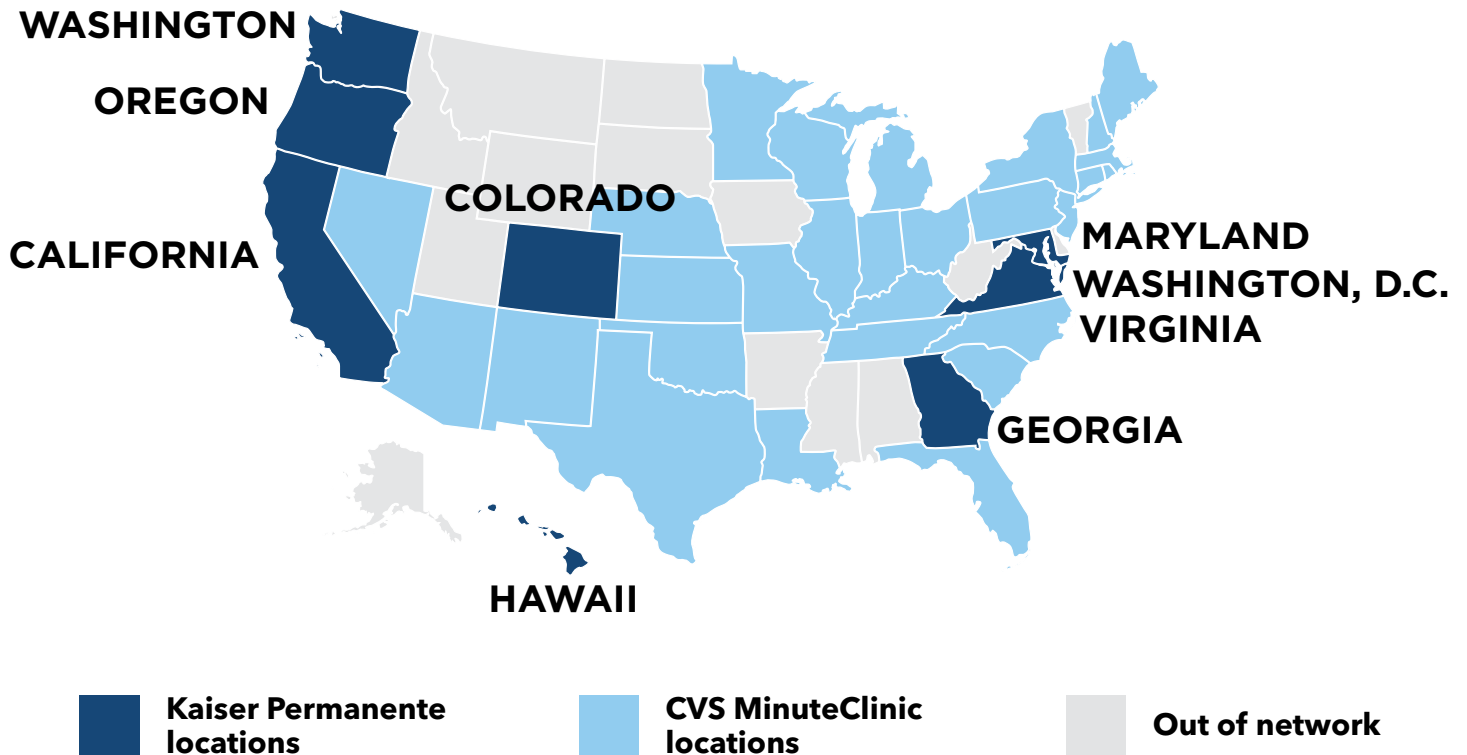 WASHINGTON
OREGON
COLORADO
CALIFORNIA
MARYLAND
WASHINGTON, D.C.
VIRGINIA
GEORGIA
HAWAII
Kaiser Permanente
locations
CVS MinuteClinic
locations
Out of network